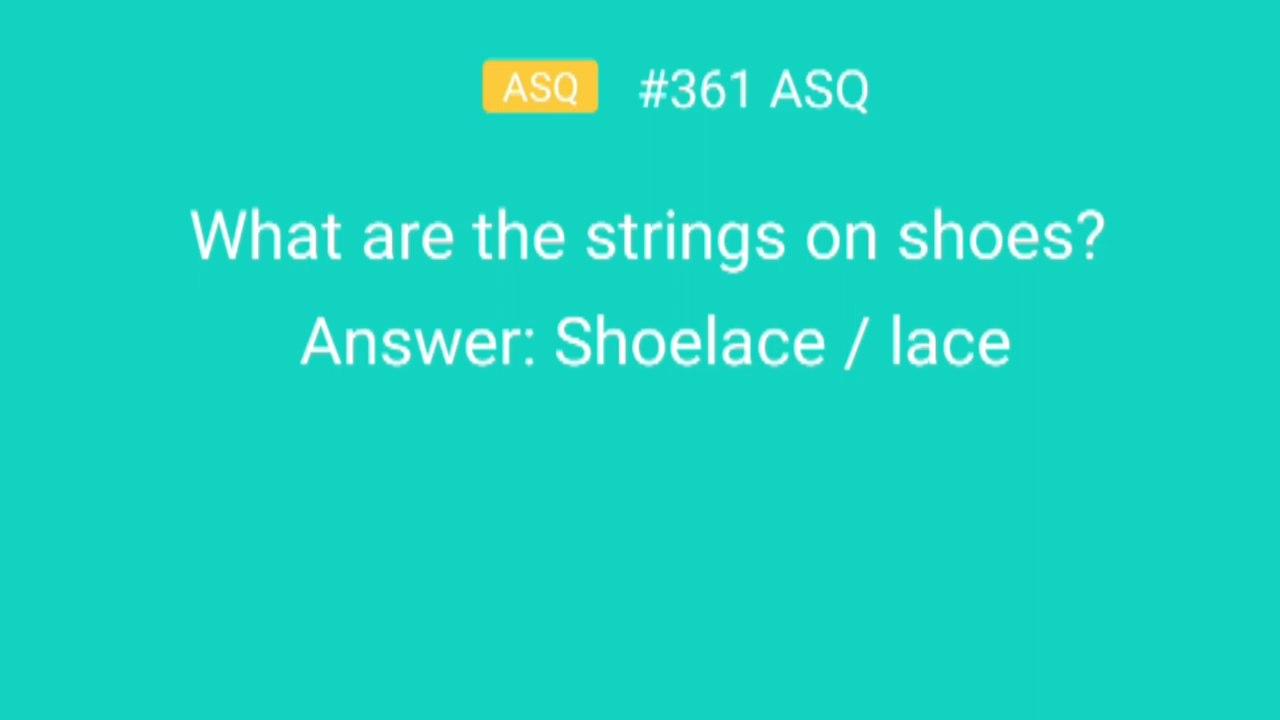 ASQ #361 ASQ
What are the strings on shoes?
Answer: Shoelace / lace